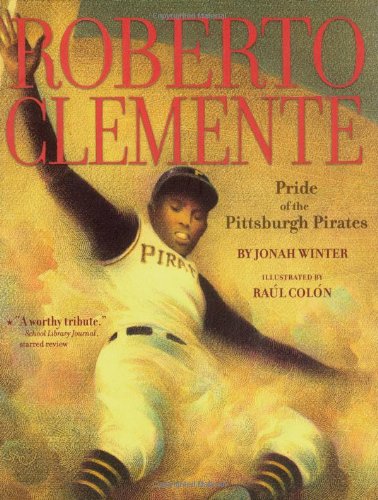 ROBERTO
CLEMENTE
Pride
of the
Pittsburgh Pirates
BY JONAH WINTER
ILLUSTRATED BY
RAÚL COLÓN
PIRAT
★ "A worthy tribute."
-School Library Journal,
starred review